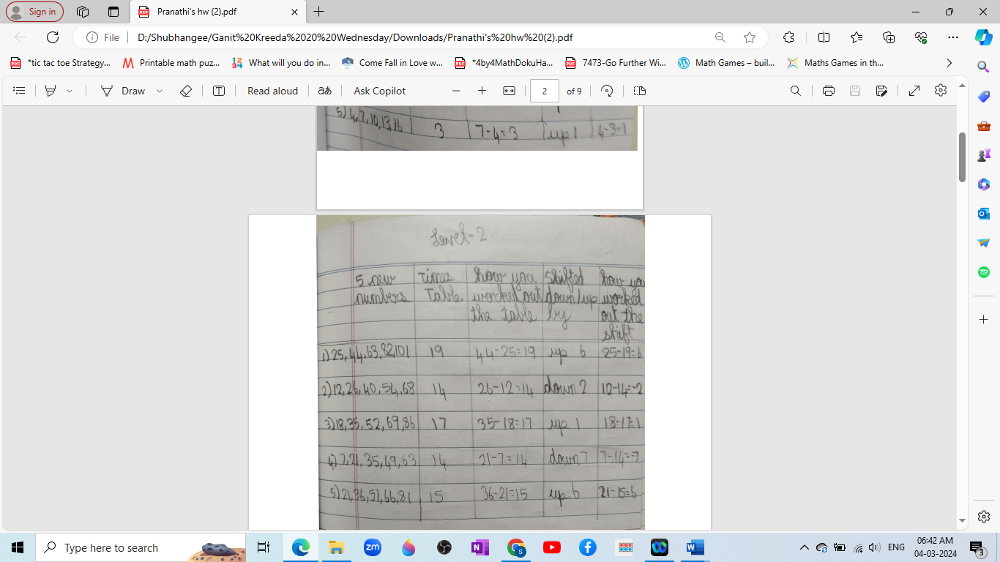 Sign in
Pranathi's hw (2).pdf
File
D:/Shubhangee/Ganit%20Kreeda%2020%20Wednesday/Downloads/Pranathi's%20hw%20(2).pdf
*tic tac toe Strategy...
Printable math puz...
What will you do in...
Come Fall in Love w...
*4by4MathDokuHa...
7473-Go Further Wi...
Math Games – buil...
Maths Games in th...
Draw
Read aloud
Ask Copilot
2
of 9
5) 4, 7, 10, 13, 16 3 7-4=3 up 1 4-3=1
Level-2
5 new numbers
Times Table
how you worked out the table
Shifted down/up by
how you worked out the shift
1) 25, 44, 63, 82, 101 19 44-25=19 up 6 25-19=6
2) 12, 26, 40, 54, 68 14 26-12=14 down 2 12-14=-2
3) 18, 35, 52, 69, 86 17 35-18=17 up 1 18-17=1
4) 7, 21, 35, 49, 63 14 21-7=14 down 7 7-14=-7
5) 21, 36, 51, 66, 81 15 36-21=15 up 6 21-15=6
Type here to search
ENG
06:42 AM
04-03-2024
3